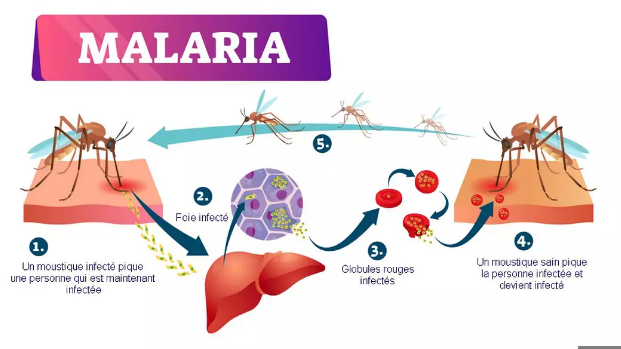 MALARIA
5.
2.
Foie infecté
1.
Un moustique infecté pique
une personne qui est maintenant
infectée
3.
Globules rouges
infectés
4.
Un moustique sain pique
la personne infectée et
devient infecté